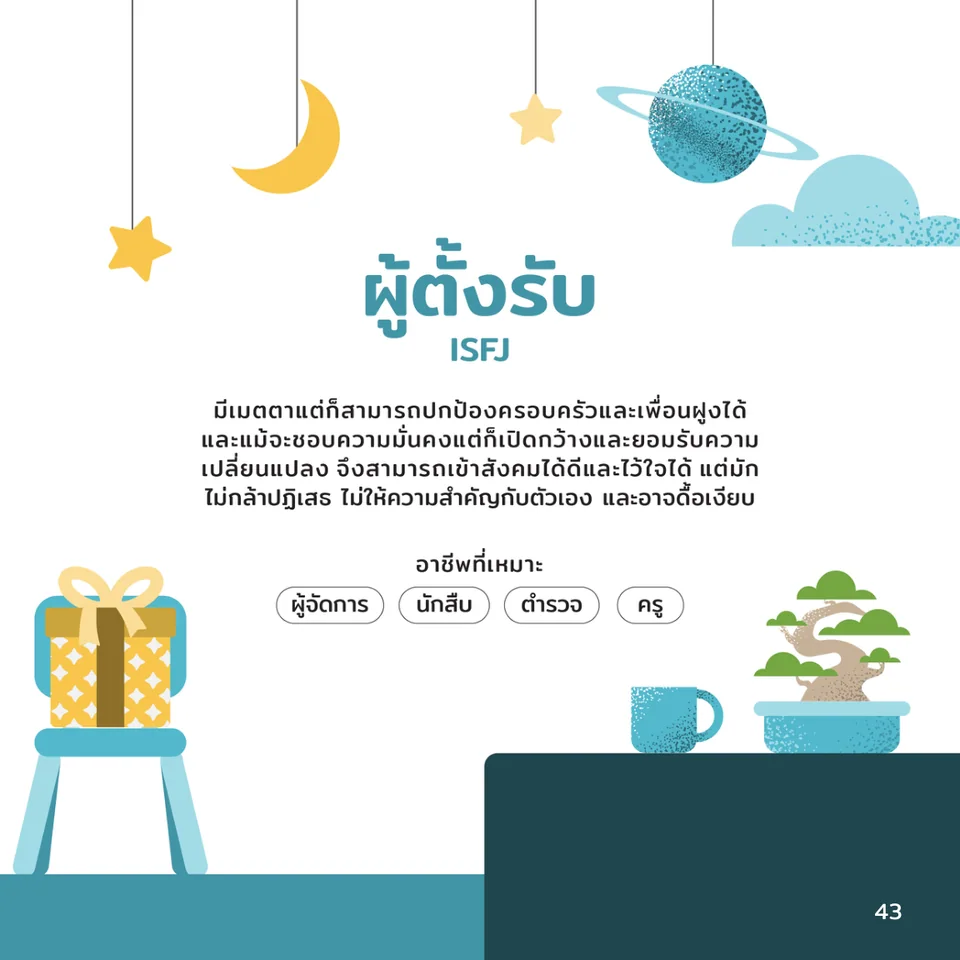 ผู้ตั้งรับ
ISFJ
มีเมตตาแต่ก็สามารถปกป้องครอบครัวและเพื่อนฝูงได้
และแม้จะชอบความมั่นคงแต่ก็เปิดกว้างและยอมรับความ
เปลี่ยนแปลง จึงสามารถเข้าสังคมได้ดีและไว้ใจได้ แต่มัก
ไม่กล้าปฏิเสธ ไม่ให้ความสำคัญกับตัวเอง และอาจดื้อเงียบ
อาชีพที่เหมาะ
ผู้จัดการ นักสืบ ตำรวจ ครู
43